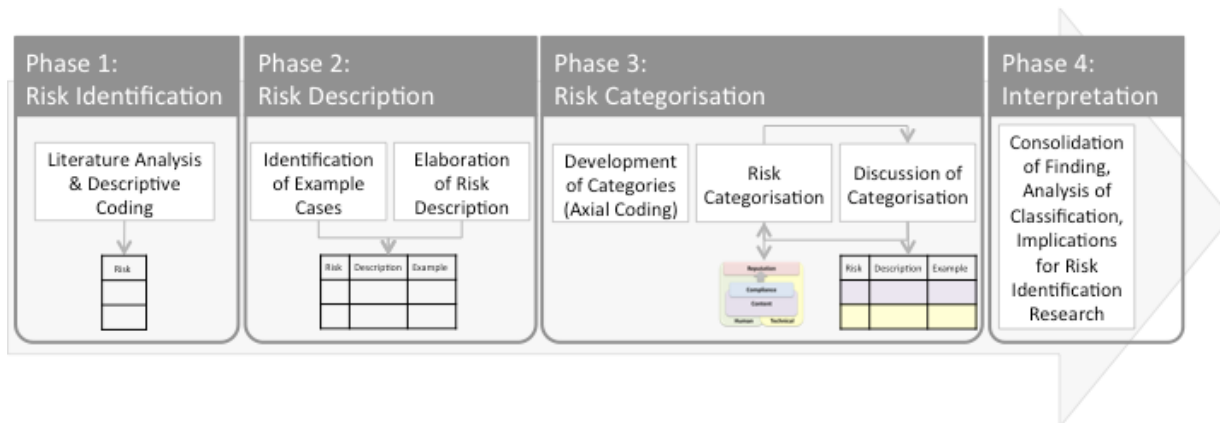 Phase 1:
Risk Identification
Literature Analysis
& Descriptive
Coding
Risk
Phase 2:
Risk Description
Identification
of Example
Cases
Elaboration
of Risk
Description
Risk
Description
Example
Phase 3:
Risk Categorisation
Development
of Categories
(Axial Coding)
Risk
Categorisation
Discussion of
Categorisation
Reputation
Compliance
Content
Human
Technical
Risk
Description
Example
Phase 4:
Interpretation
Consolidation
of Finding,
Analysis of
Classification,
Implications
for Risk
Identification
Research